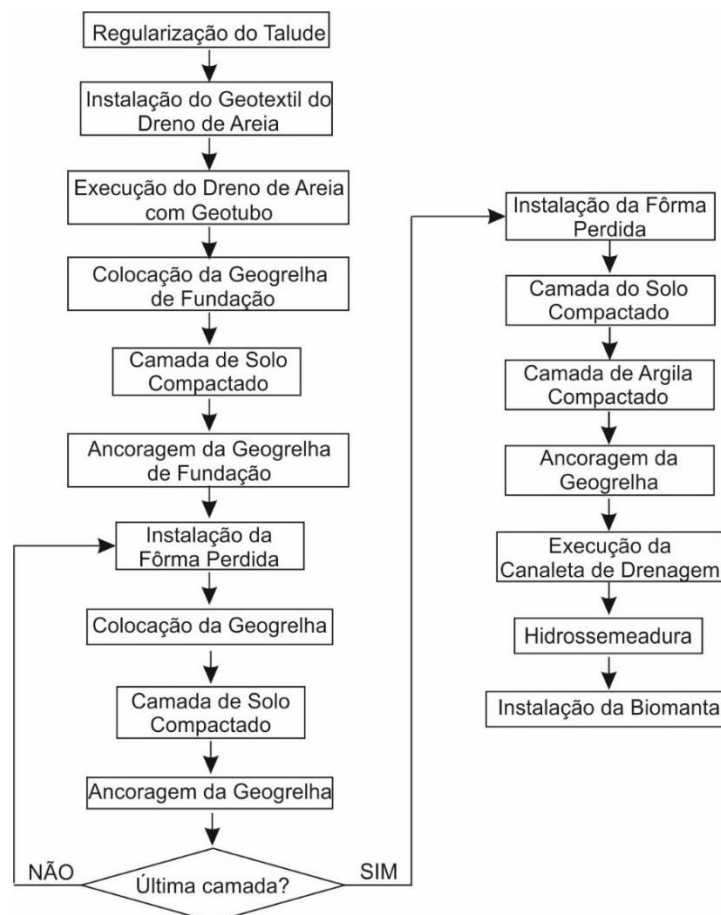 Regularização do Talude
Instalação do Geotextil do
Dreno de Areia
Execução do Dreno de Areia
com Geotubo
Colocação da Geogrelha
de Fundação
Camada de Solo
Compactado
Ancoragem da Geogrelha
de Fundação
Instalação da
Fôrma Perdida
Colocação da Geogrelha
Camada de Solo
Compactado
Ancoragem da Geogrelha
NÃO
Última camada?
SIM
Instalação da Fôrma
Perdida
Camada do Solo
Compactado
Camada de Argila
Compactado
Ancoragem da
Geogrelha
Execução da
Canaleta de Drenagem
Hidrossemeadura
Instalação da Biomanta